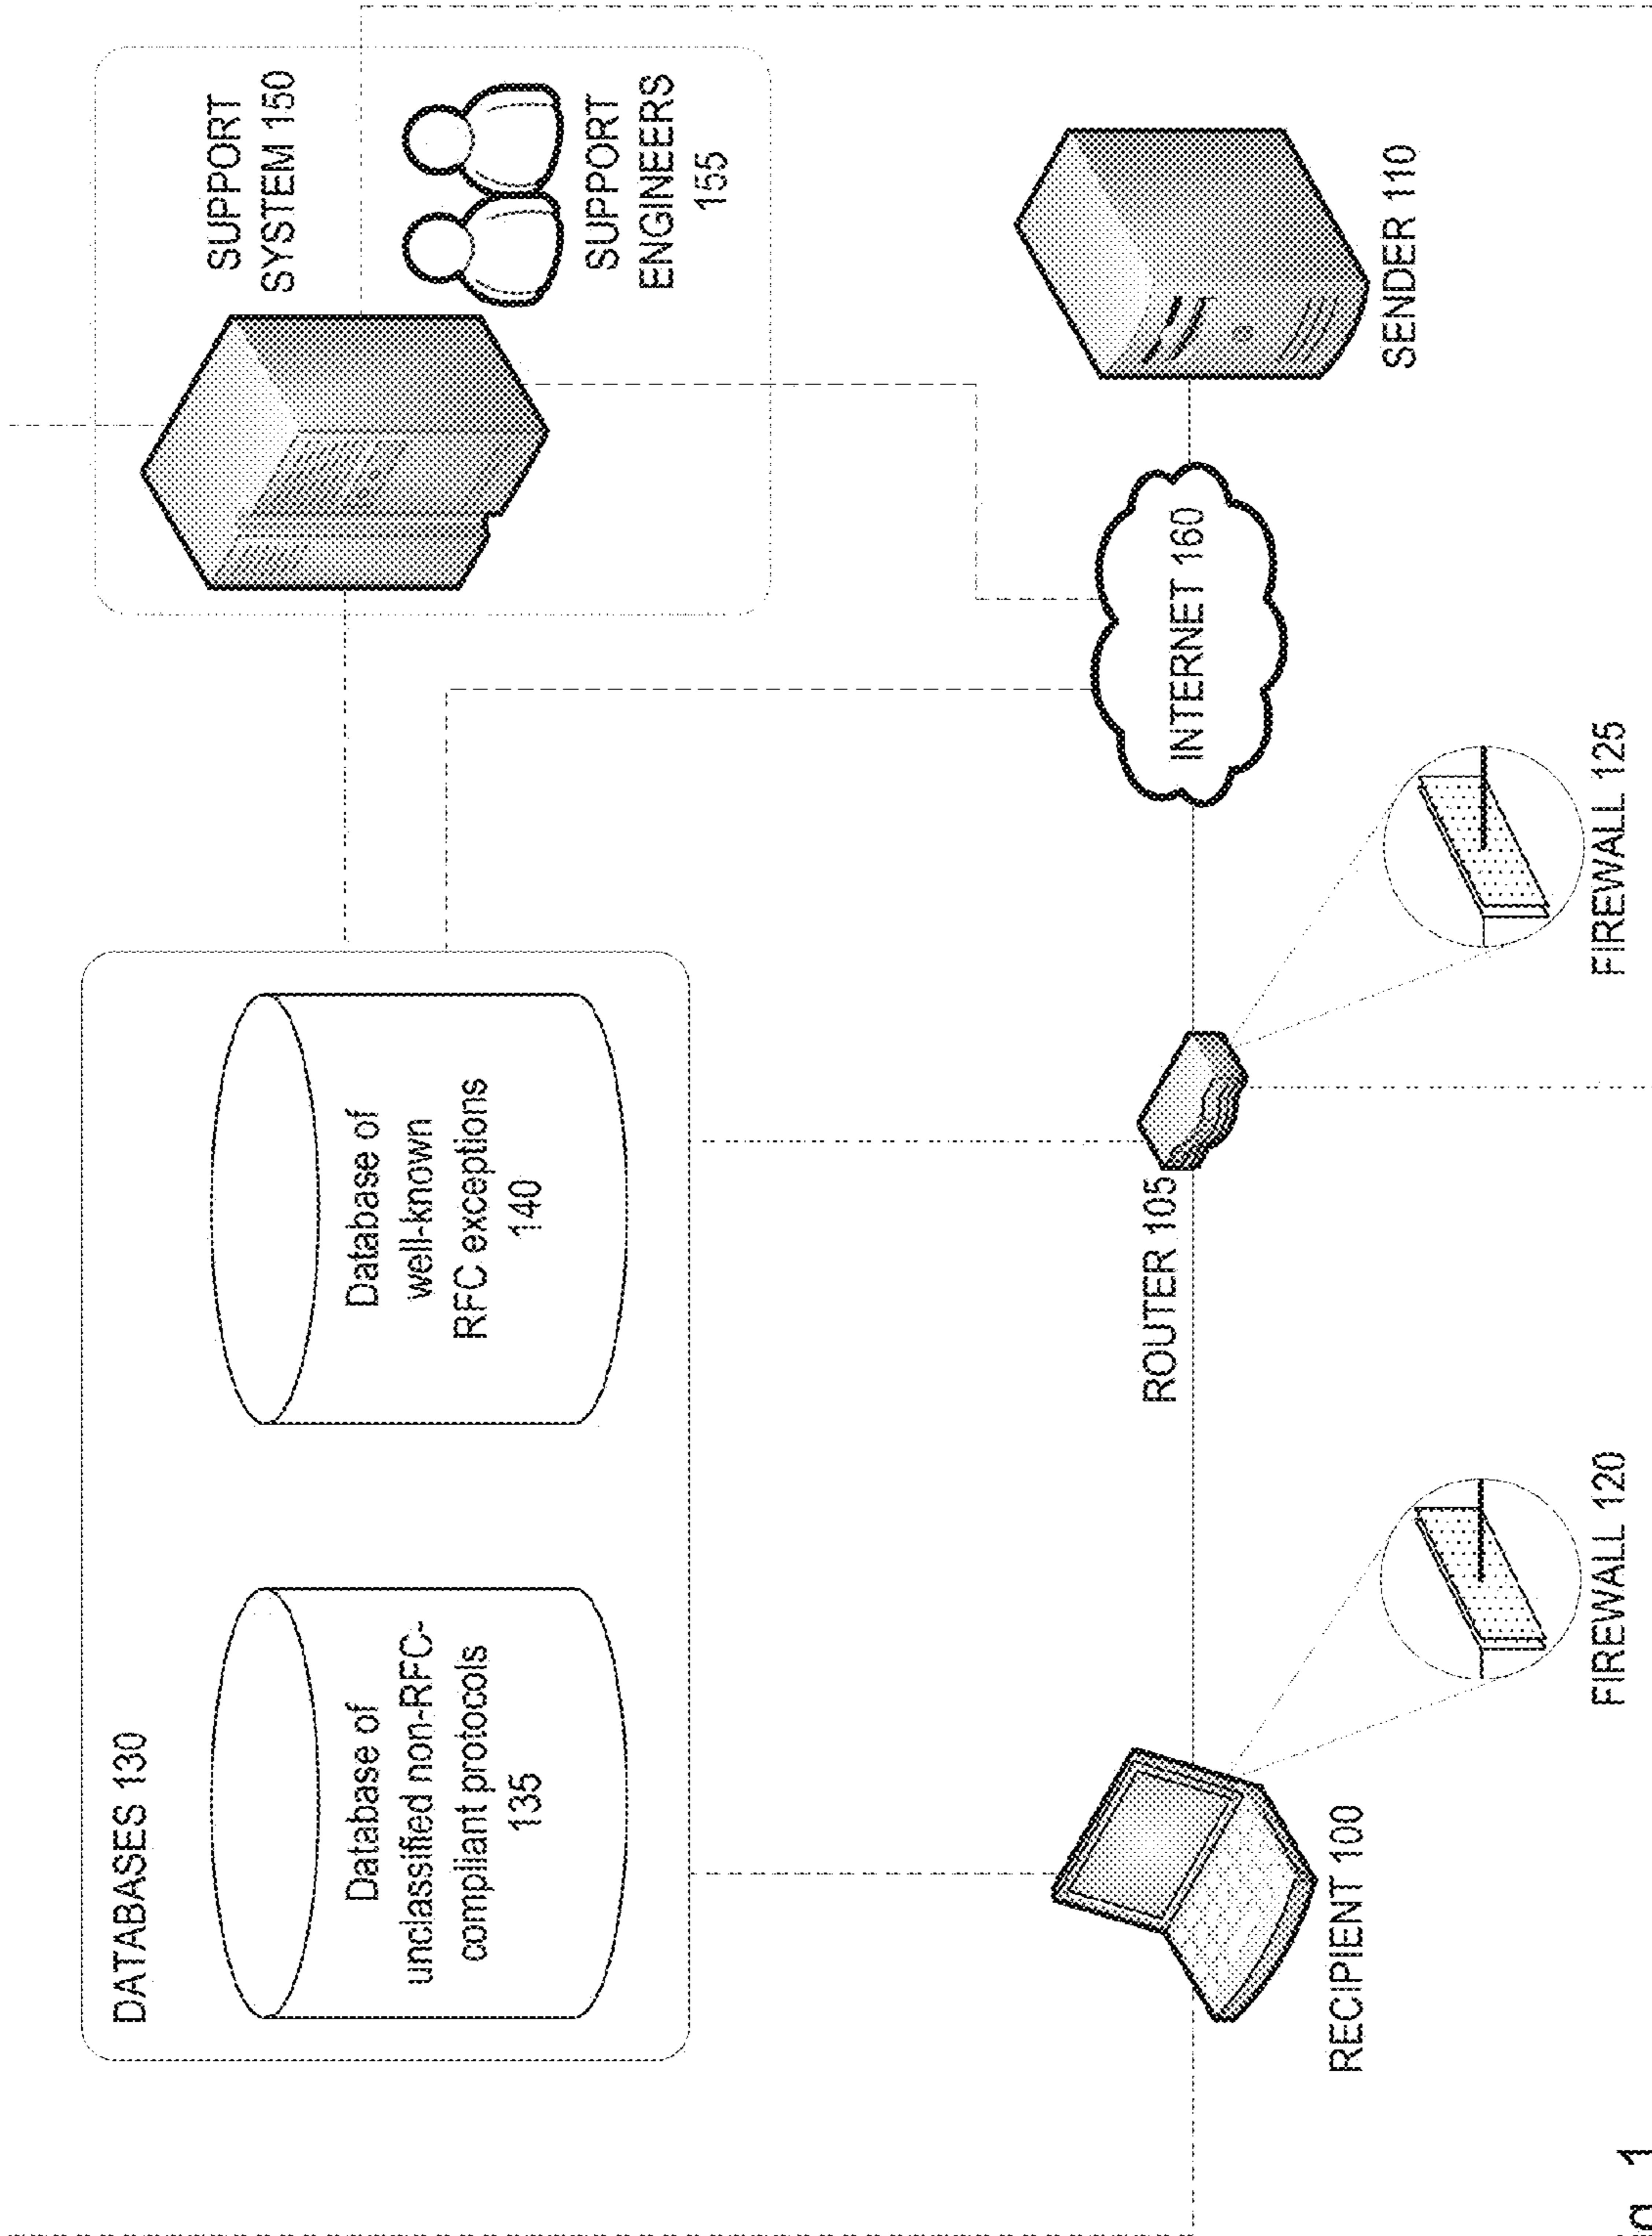 DATABASES 130
Database of
unclassified non-RFC-
compliant protocols
135
Database of
well-known
RFC exceptions
140
SUPPORT
SYSTEM 150
SUPPORT
ENGINEERS
155
RECIPIENT 100
FIREWALL 120
ROUTER 105
FIREWALL 125
INTERNET 160
SENDER 110
1